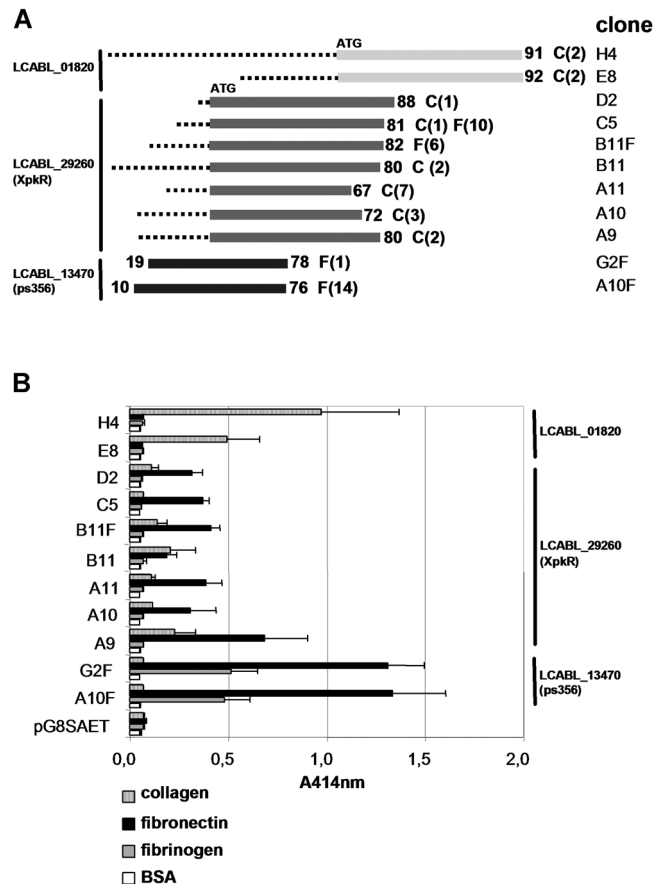 A
clone
ATG
LCABL_01820
91 C(2) H4
92 C(2) E8
ATG
88 C(1) D2
81 C(1) F(10) C5
82 F(6) B11F
LCABL_29260
(XpkR)
80 C (2) B11
67 C(7) A11
72 C(3) A10
80 C(2) A9
LCABL_13470
(ps356)
19 78 F(1) G2F
10 76 F(14) A10F
B
H4
E8
D2
C5
B11F
B11
A11
A10
A9
G2F
A10F
pG8SAET
LCABL_01820
LCABL_29260
(XpkR)
LCABL_13470
(ps356)
0,0 0,5 1,0 1,5 2,0
A414nm
collagen
fibronectin
fibrinogen
BSA